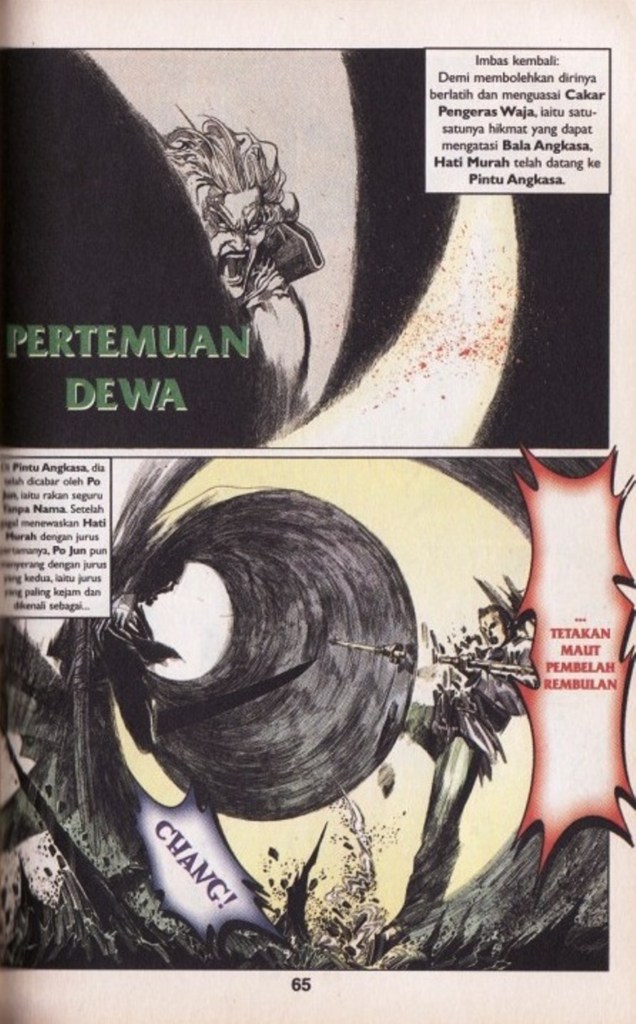 Imbas kembali:
Demi membolehkan dirinya
berlatih dan menguasai Cakar
Pengeras Waja, iaitu satu-
satunya hikmat yang dapat
mengatasi Bala Angkasa,
Hati Murah telah datang ke
Pintu Angkasa.
PERTEMUAN
DEWA
Di Pintu Angkasa, dia
telah dicabar oleh Po
Jun, iaitu rakan seguru
Tanpa Nama. Setelah
gagal menewaskan Hati
Murah dengan jurus
pertamanya, Po Jun pun
menyerang dengan jurus
yang kedua, iaitu jurus
yang paling kejam dan
dikenali sebagai...
...
TETAKAN
MAUT
PEMBELAH
REMBULAN
CHANG!
65